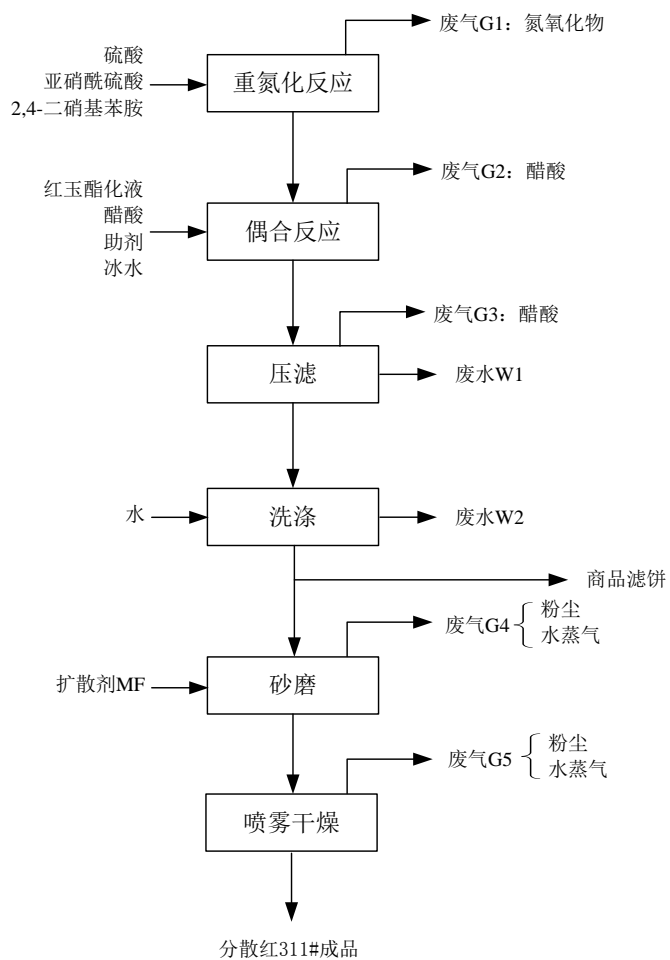 废气G1：氮氧化物
硫酸
亚硝酰硫酸
2,4-二硝基苯胺
重氮化反应
废气G2：醋酸
红玉酯化液
醋酸
助剂
冰水
偶合反应
废气G3：醋酸
压滤
废水W1
水
洗涤
废水W2
商品滤饼
废气G4
粉尘
水蒸气
扩散剂MF
砂磨
废气G5
粉尘
水蒸气
喷雾干燥
分散红311#成品